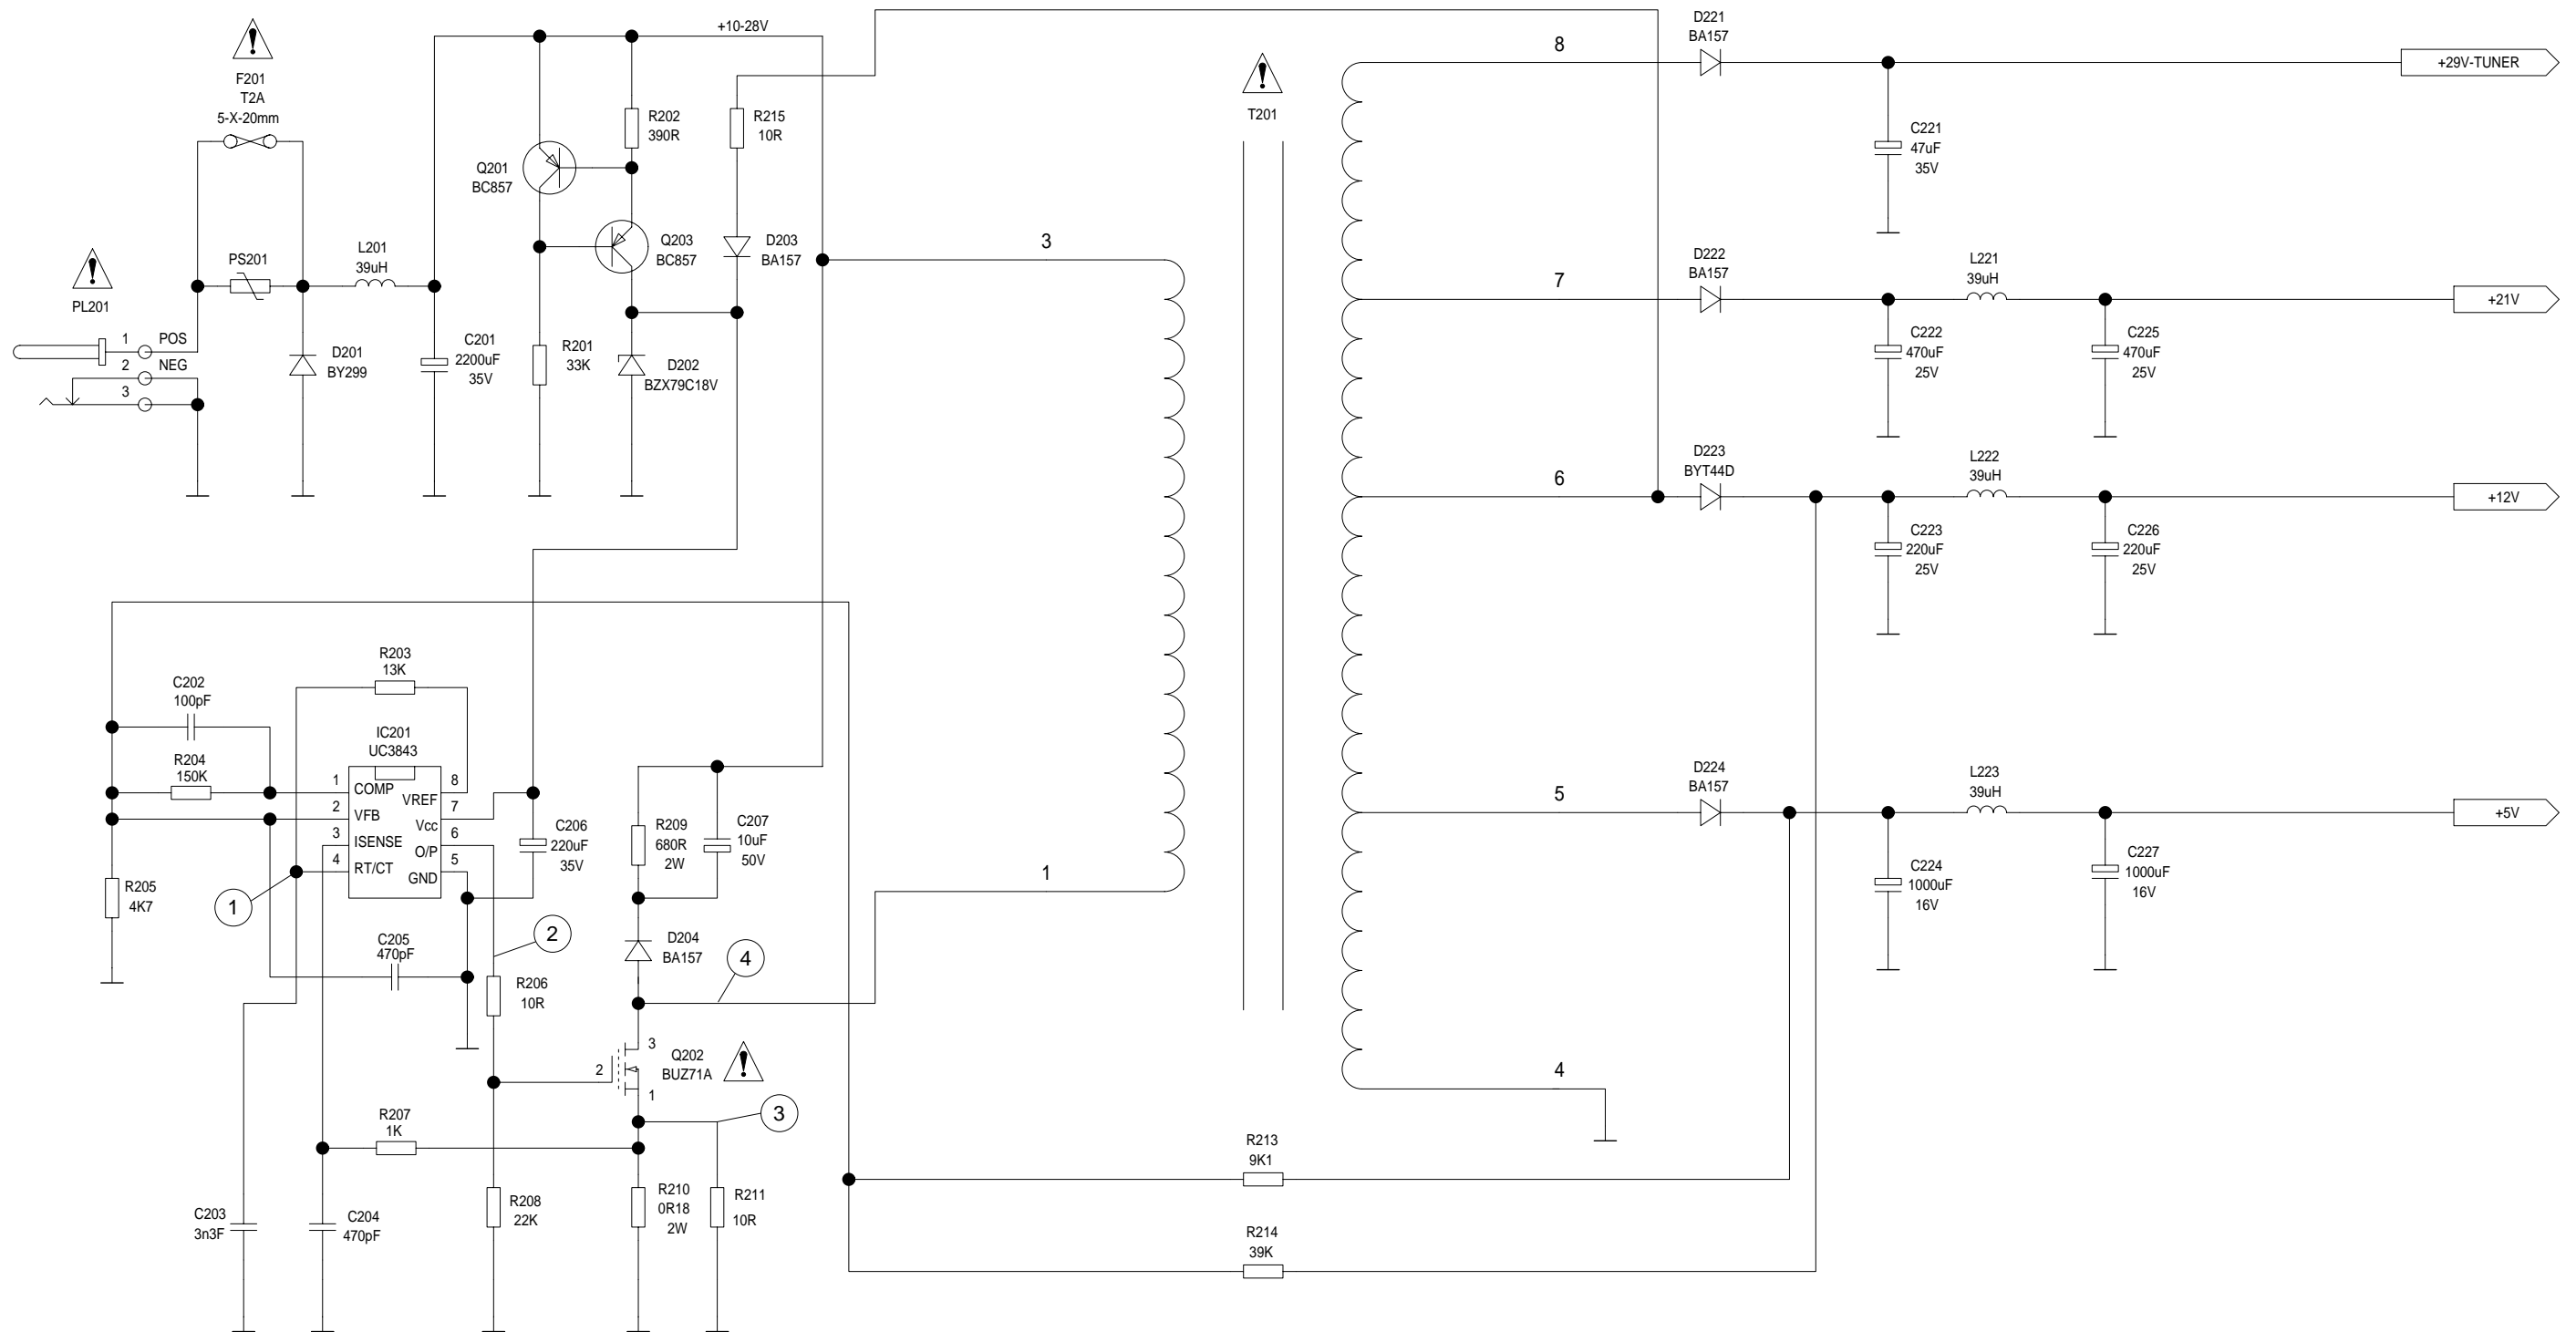 +10-28V
F201
T2A
5-X-20mm
PS201
L201
39uH
PL201
1
POS
2
NEG
3
D201
BY299
C201
2200uF
35V
Q201
BC857
R202
390R
Q203
BC857
R201
33K
D202
BZX79C18V
R215
10R
D203
BA157
3
T201
1
8
D221
BA157
+29V-TUNER
C221
47uF
35V
7
D222
BA157
L221
39uH
+21V
C222
470uF
25V
C225
470uF
25V
6
D223
BYT44D
L222
39uH
+12V
C223
220uF
25V
C226
220uF
25V
5
D224
BA157
L223
39uH
+5V
C224
1000uF
16V
C227
1000uF
16V
4
R203
13K
C202
100pF
R204
150K
IC201
UC3843
1
COMP
2
VFB
3
ISENSE
4
RT/CT
8
VREF
7
Vcc
6
O/P
5
GND
C206
220uF
35V
R209
680R
2W
C207
10uF
50V
R205
4K7
1
C205
470pF
2
R206
10R
D204
BA157
4
3
2
1
Q202
BUZ71A
3
R207
1K
C203
3n3F
C204
470pF
R208
22K
R210
0R18
2W
R211
10R
R213
9K1
R214
39K